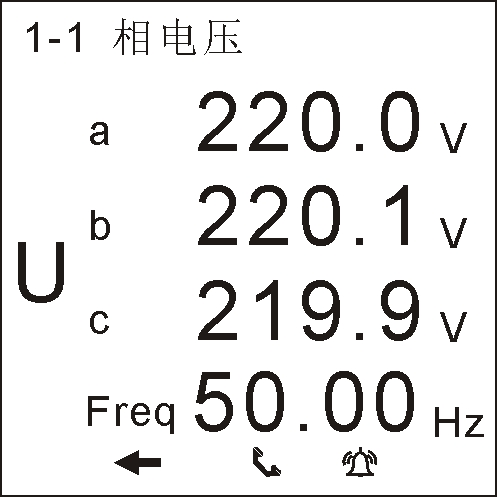 1-1 相电压
a 220.0 V
b 220.1 V
U
c 219.9 V
Freq 50.00 Hz